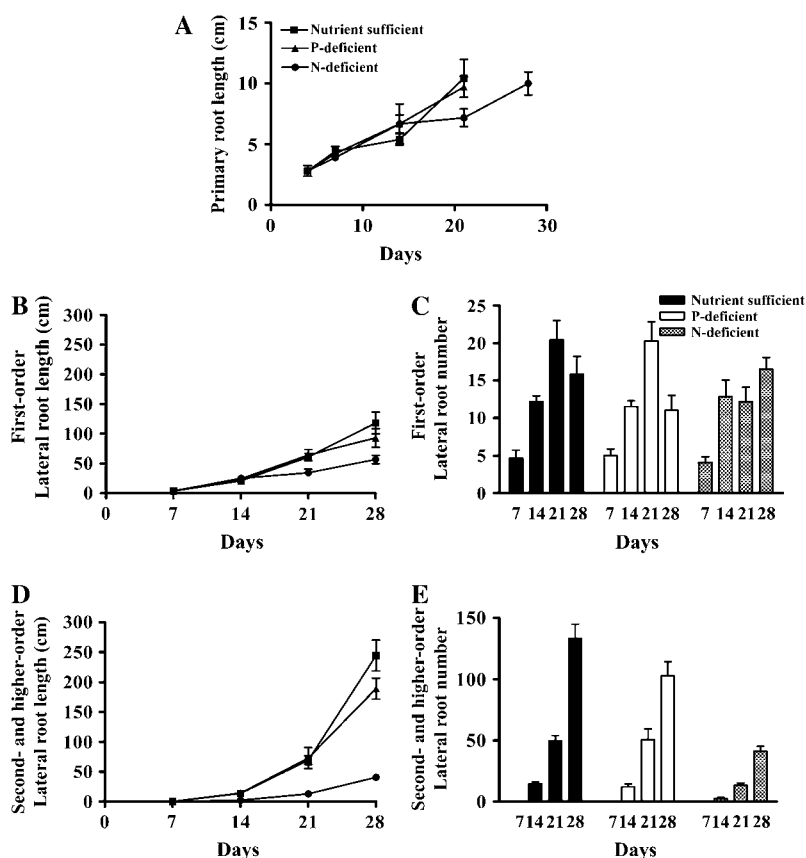 A
Primary root length (cm)
15
10
5
0
Nutrient sufficient
P-deficient
N-deficient
0 10 20 30
Days
B
First-order
Lateral root length (cm)
300
250
200
150
100
50
0
0 7 14 21 28
Days
C
First-order
Lateral root number
25
20
15
10
5
0
Nutrient sufficient
P-deficient
N-deficient
7 14 21 28 7 14 21 28 7 14 21 28
Days
D
Second- and higher-order
Lateral root length (cm)
300
250
200
150
100
50
0
0 7 14 21 28
Days
E
Second- and higher-order
Lateral root number
150
100
50
0
7 14 21 28 7 14 21 28 7 14 21 28
Days